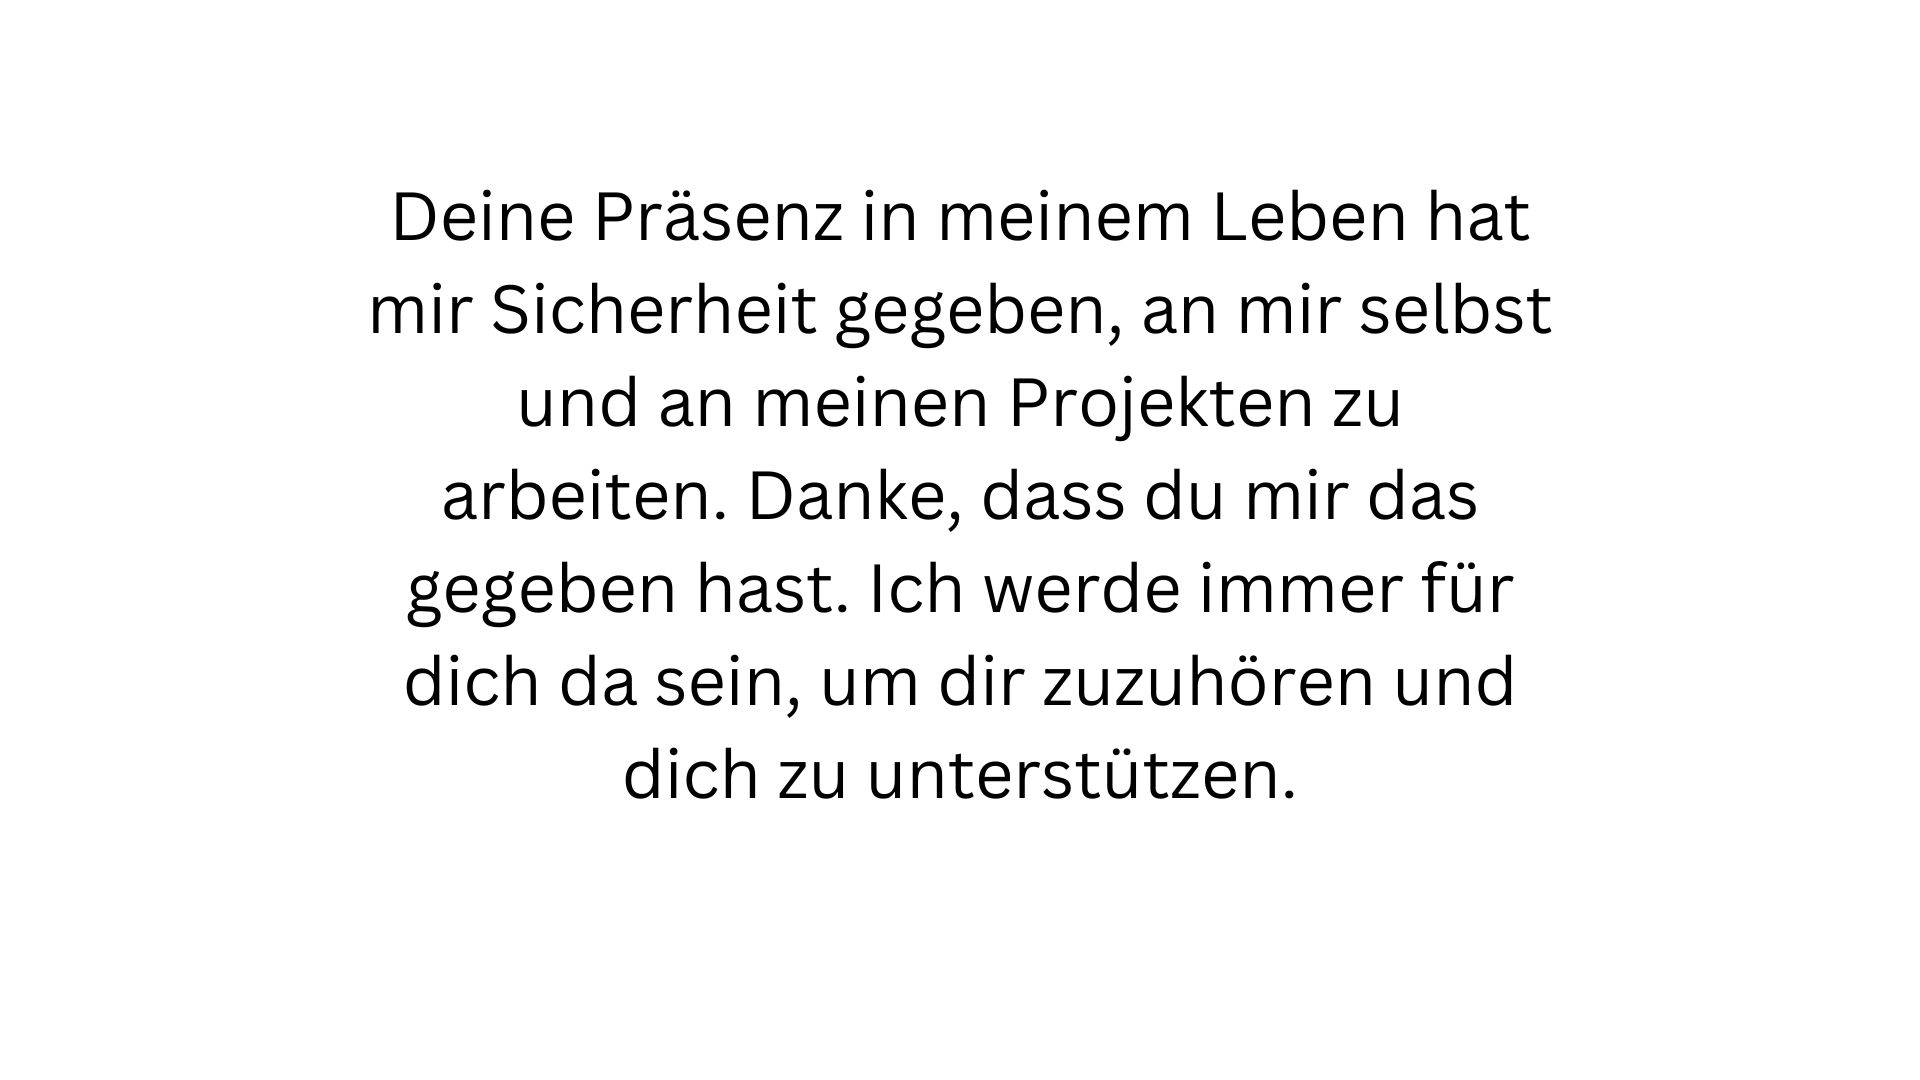 Deine Präsenz in meinem Leben hat
mir Sicherheit gegeben, an mir selbst
und an meinen Projekten zu
arbeiten. Danke, dass du mir das
gegeben hast. Ich werde immer für
dich da sein, um dir zuzuhören und
dich zu unterstützen.